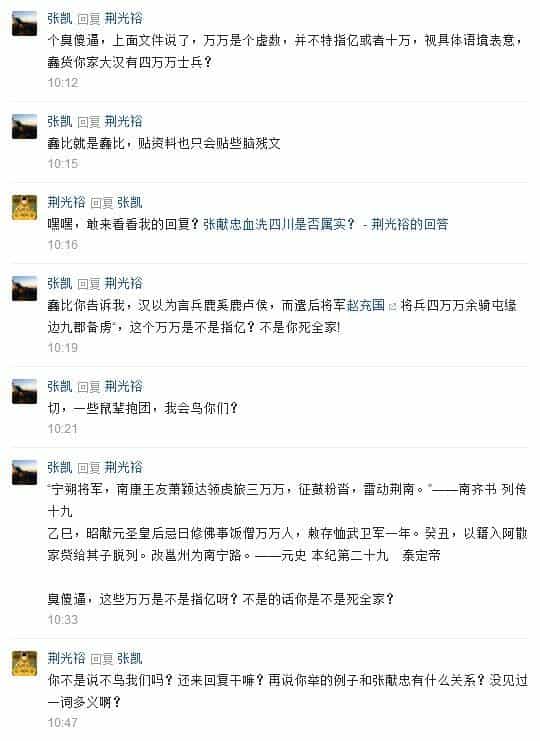 张凯 回复 荆光裕
个臭傻逼，上面文件说了，万万是个虚数，并不特指亿或者十万，视具体语境表意，
蠢货你家大汉有四万万士兵？
10:12
张凯 回复 荆光裕
蠢比就是蠢比，贴资料也只会贴些脑残文
10:15
荆光裕 回复 张凯
嘿嘿，敢来看看我的回复？张献忠血洗四川是否属实？ - 荆光裕的回答
10:16
张凯 回复 荆光裕
蠢比你告诉我，汉以为言兵鹿奚鹿卢侯，而遣后将军赵充国 将兵四万万余骑屯缘
边九郡备虏“，这个万万是不是指亿？不是你死全家!
10:19
张凯 回复 荆光裕
切，一些鼠辈抱团，我会鸟你们？
10:21
张凯 回复 荆光裕
“宁朔将军，南康王友萧颖达领虎旅三万万，征鼓粉沓，雷动荆南。”——南齐书 列传
十九
乙巳，昭献元圣皇后忌日修佛事饭僧万万人，敕存恤武卫军一年。癸丑，以籍入阿散
家赀给其子脱列。改邕州为南宁路。——元史 本纪第二十九 泰定帝
臭傻逼，这些万万是不是指亿呀？不是的话你是不是死全家？
10:33
荆光裕 回复 张凯
你不是说不鸟我们吗？还来回复干嘛？再说你举的例子和张献忠有什么关系？没见过
一词多义啊？
10:47